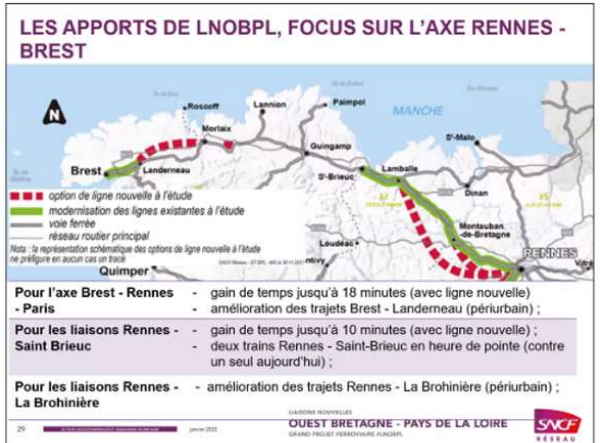 LES APPORTS DE LNOBPL, FOCUS SUR L'AXE RENNES -
BREST
N
Roscoff
Lannion
Paimpol
MANCHE
Morlaix
St-Malo
Guingamp
Brest
Landerneau
St-Brieuc
Lamballe
Dinan
option de ligne nouvelle à l'étude
modernisation des lignes existantes à l'étude
voie ferrée
réseau routier principal
Nota : la représentation schématique des options de ligne nouvelle à l'étude
ne préfigure en aucun cas un tracé
Montauban
-de-Bretagne
Loudéac
RENNES
Quimper
Pour l'axe Brest - Rennes
- Paris
- gain de temps jusqu'à 18 minutes (avec ligne nouvelle)
- amélioration des trajets Brest - Landerneau (périurbain) ;
Pour les liaisons Rennes -
Saint Brieuc
- gain de temps jusqu'à 10 minutes (avec ligne nouvelle) ;
- deux trains Rennes - Saint-Brieuc en heure de pointe (contre
un seul aujourd'hui) ;
Pour les liaisons Rennes -
La Brohinière
- amélioration des trajets Rennes - La Brohinière (périurbain) ;
29
janvier 2022
LIAISONS NOUVELLES
OUEST BRETAGNE - PAYS DE LA LOIRE
GRAND PROJET FERROVIAIRE #LNOBPL
SNCF
RÉSEAU